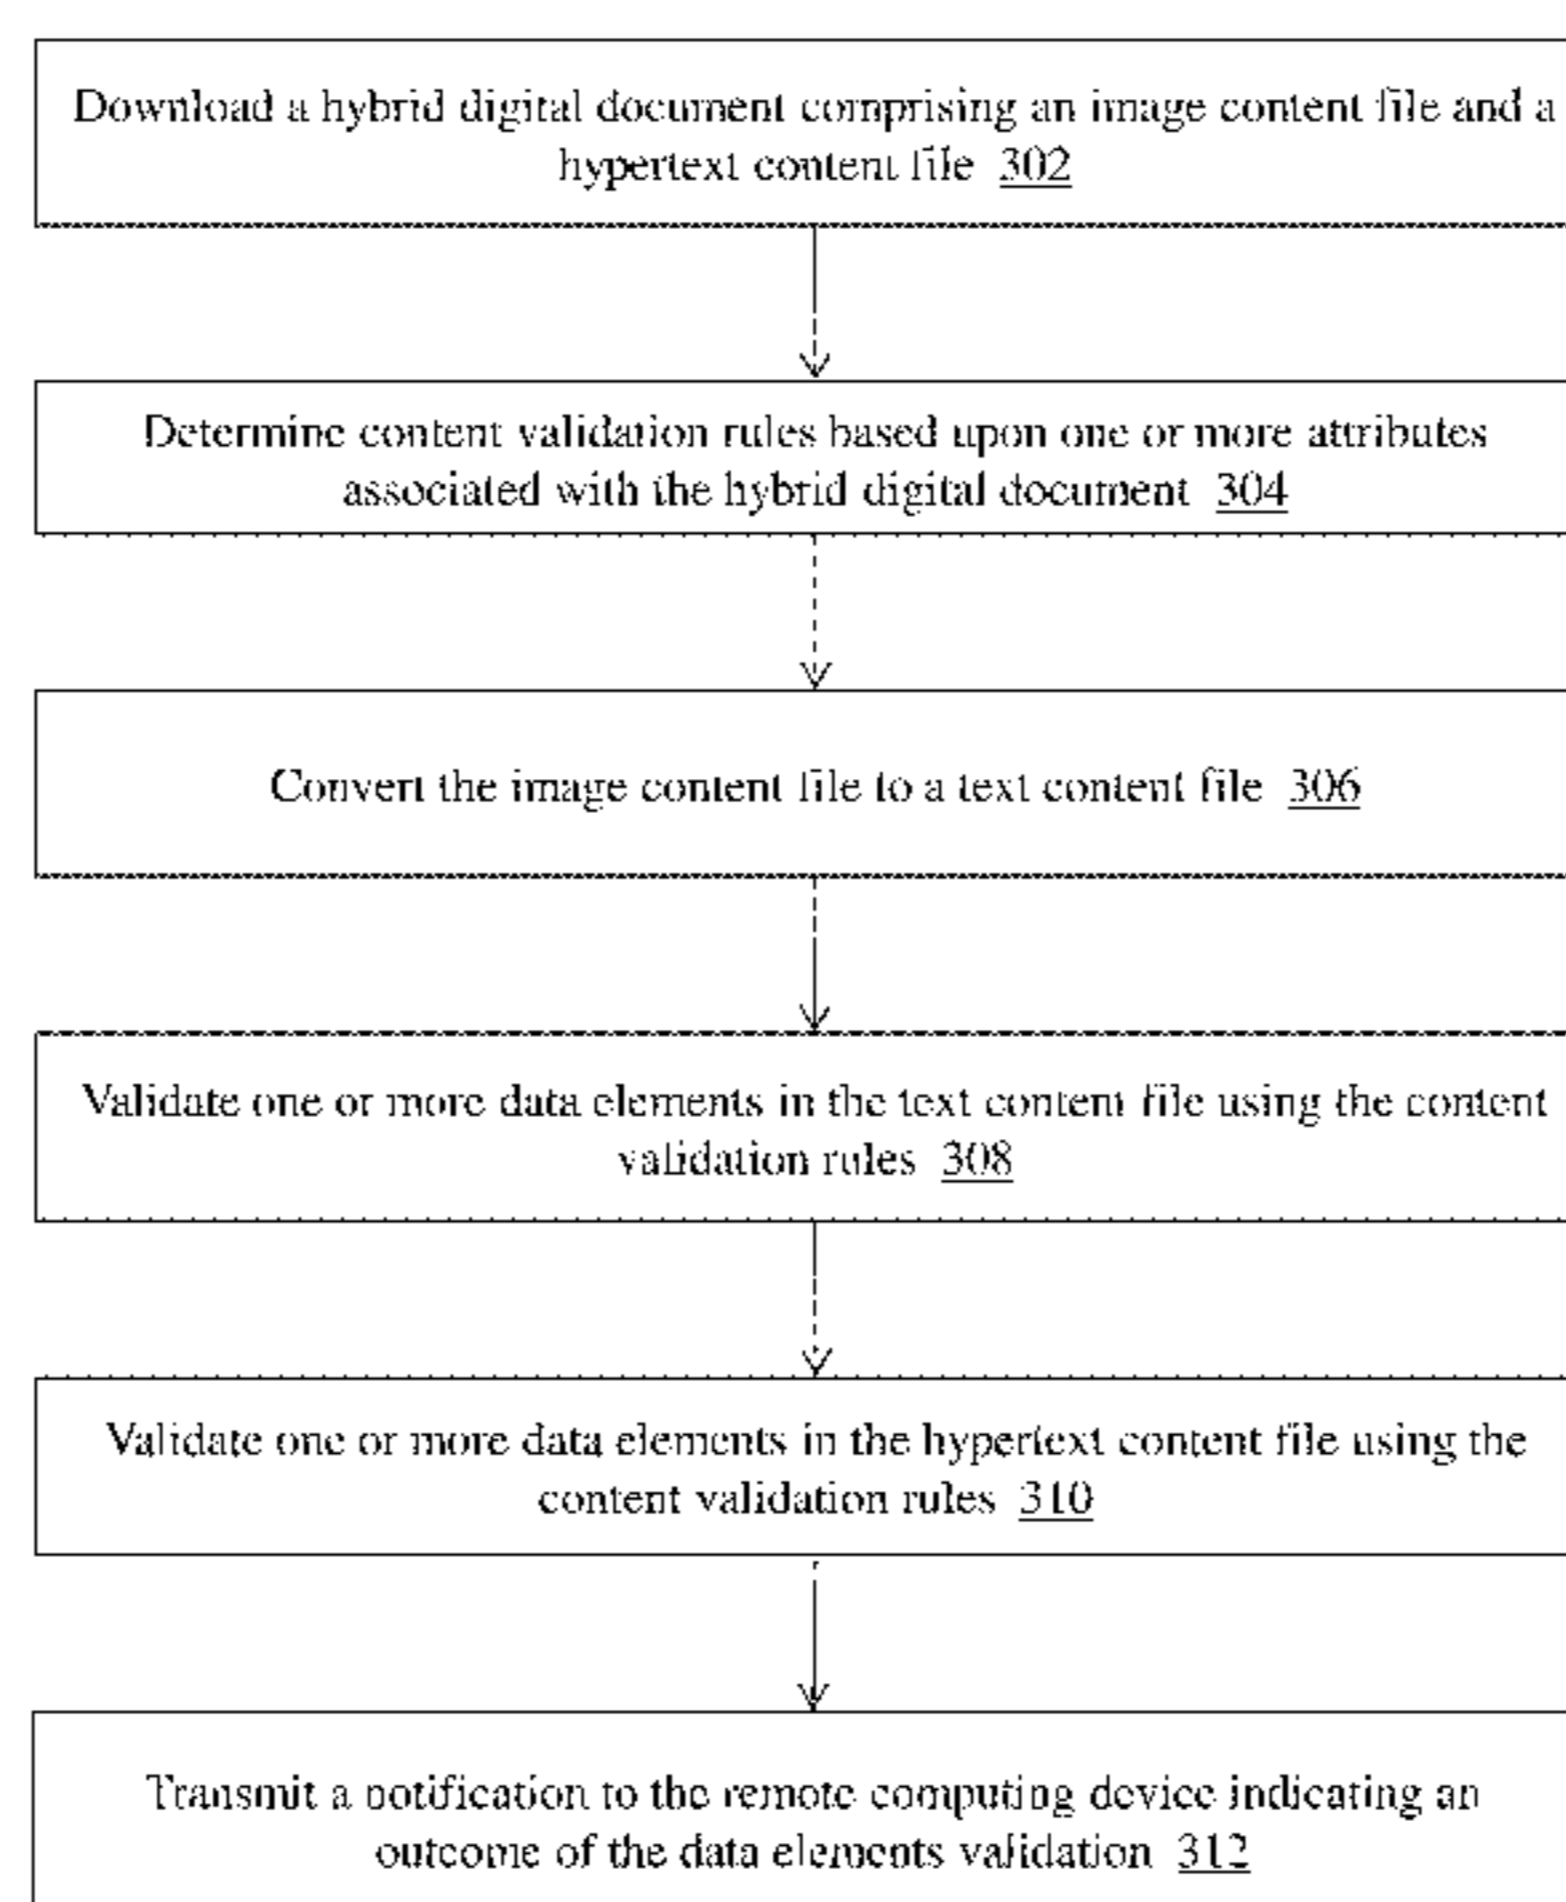 Download a hybrid digital document comprising an image content file and a
hypertext content file 302
Determine content validation rules based upon one or more attributes
associated with the hybrid digital document 304
Convert the image content file to a text content file 306
Validate one or more data elements in the text content file using the content
validation rules 308
Validate one or more data elements in the hypertext content file using the
content validation rules 310
Transmit a notification to the remote computing device indicating an
outcome of the data elements validation 312